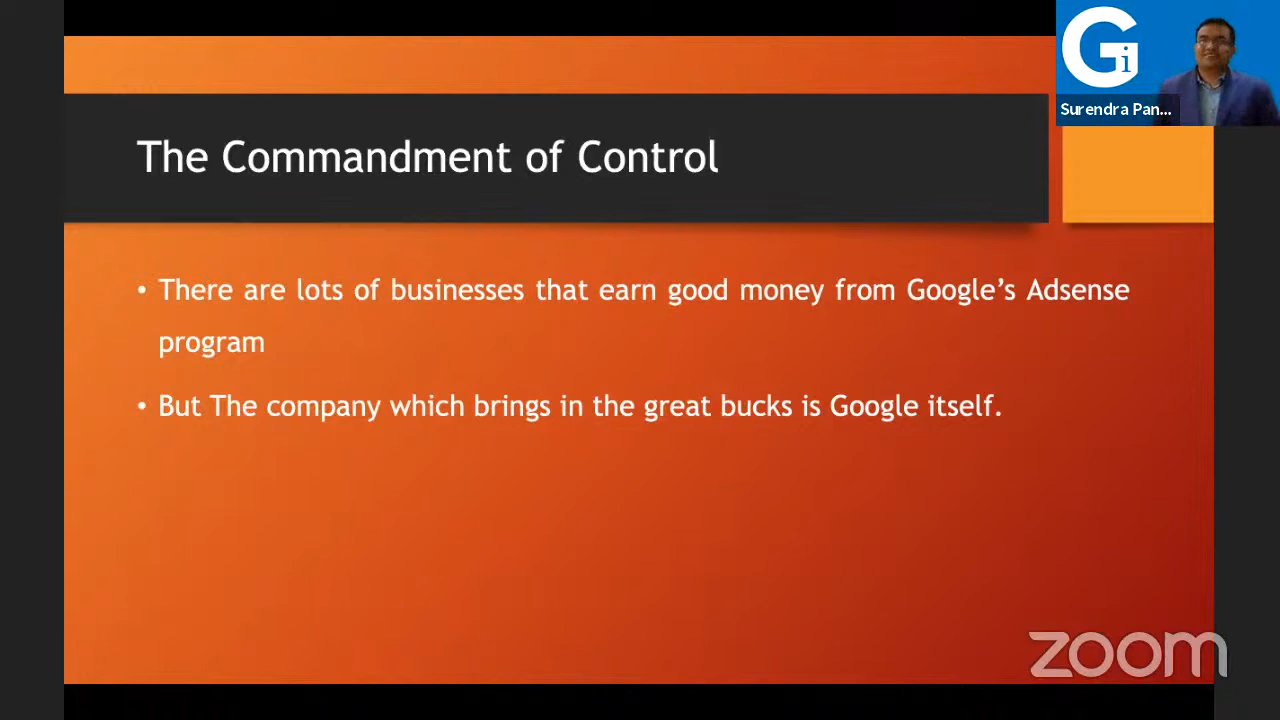 Gi
Surendra Pan...
The Commandment of Control
• There are lots of businesses that earn good money from Google's Adsense
program
• But The company which brings in the great bucks is Google itself.
zoom